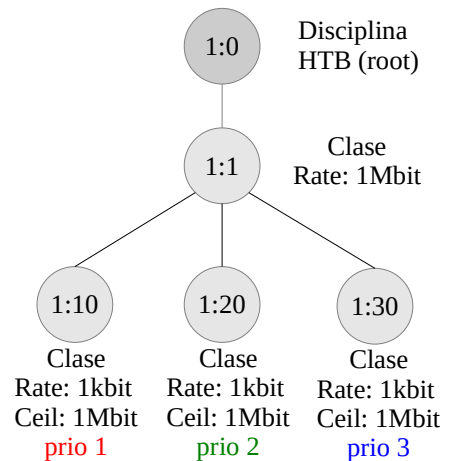 1:0
Disciplina
HTB (root)
1:1
Clase
Rate: 1Mbit
1:10
1:20
1:30
Clase
Rate: 1kbit
Ceil: 1Mbit
prio 1
Clase
Rate: 1kbit
Ceil: 1Mbit
prio 2
Clase
Rate: 1kbit
Ceil: 1Mbit
prio 3